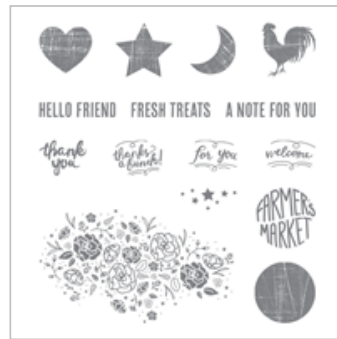 HELLO FRIEND FRESH TREATS A NOTE FOR YOU
thank you
thanks a bunch!
for you
welcome
FARMERS
MARKET